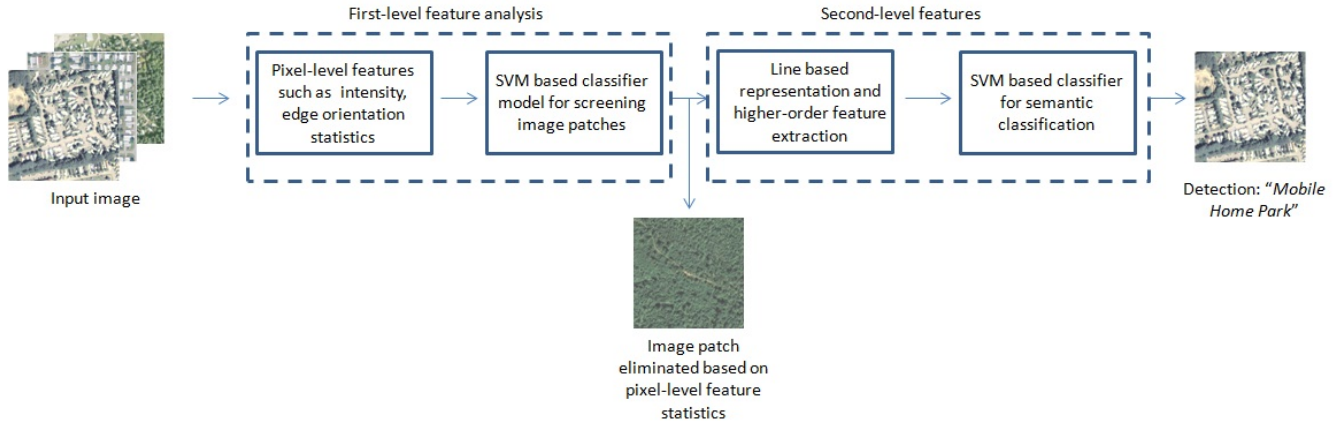 First-level feature analysis
Second-level features
Pixel-level features
such as intensity,
edge orientation
statistics
SVM based classifier
model for screening
image patches
Line based
representation and
higher-order feature
extraction
SVM based classifier
for semantic
classification
Input image
Detection: “Mobile
Home Park”
Image patch
eliminated based on
pixel-level feature
statistics